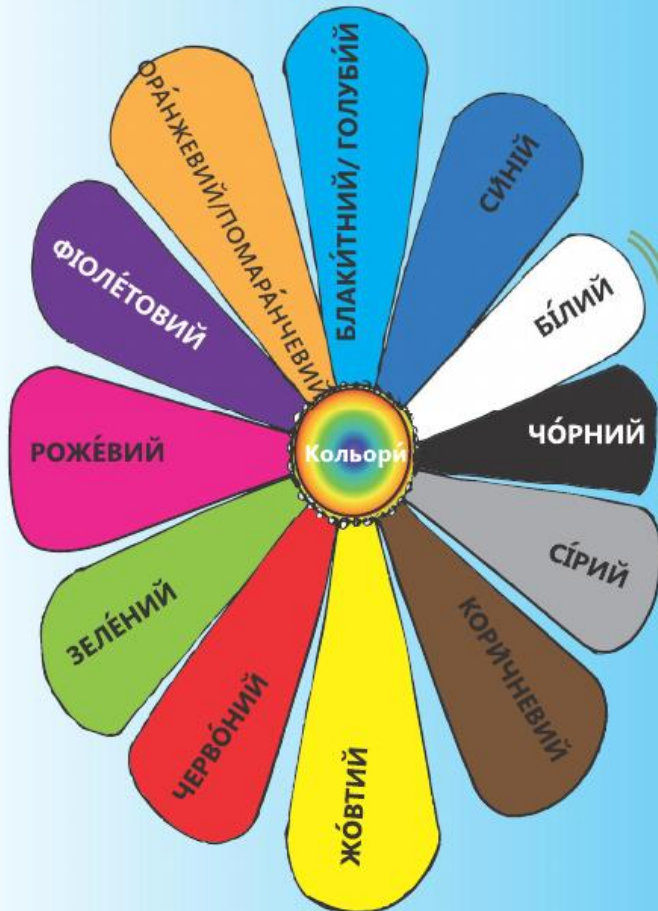 Кольори́
БЛАКИ́ТНИЙ/ ГОЛУБИ́Й
СИ́НІЙ
БІ́ЛИЙ
ЧО́РНИЙ
СІ́РИЙ
КОРИ́ЧНЕВИЙ
ЖО́ВТИЙ
ЧЕРВО́НИЙ
ЗЕЛЕ́НИЙ
РОЖЕ́ВИЙ
ФІОЛЕ́ТОВИЙ
ОРА́НЖЕВИЙ/ПОМАРА́НЧЕВИЙ